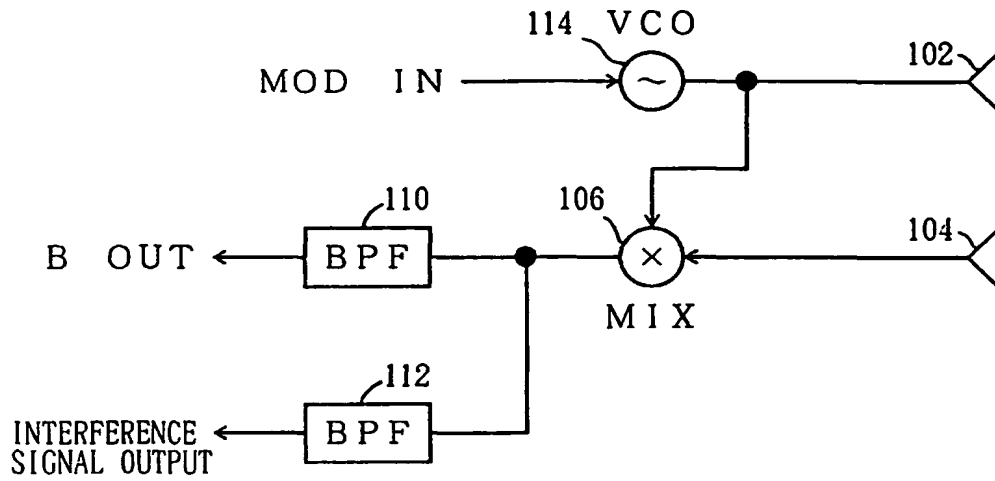 114 VCO
102
MOD IN
~
110
106
104
B OUT
BPF
×
MIX
112
BPF
INTERFERENCE
SIGNAL OUTPUT